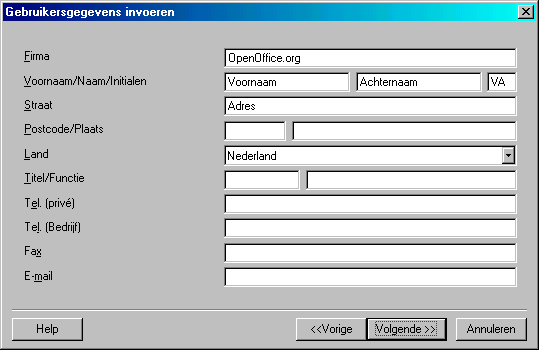 Gebruikersgegevens invoeren
Firma OpenOffice.org
Voornaam/Naam/Initialen Voornaam Achternaam VA
Straat Adres
Postcode/Plaats
Land Nederland
Titel/Functie
Tel. (privé)
Tel. (Bedrijf)
Fax
E-mail
Help <<Vorige Volgende >> Annuleren